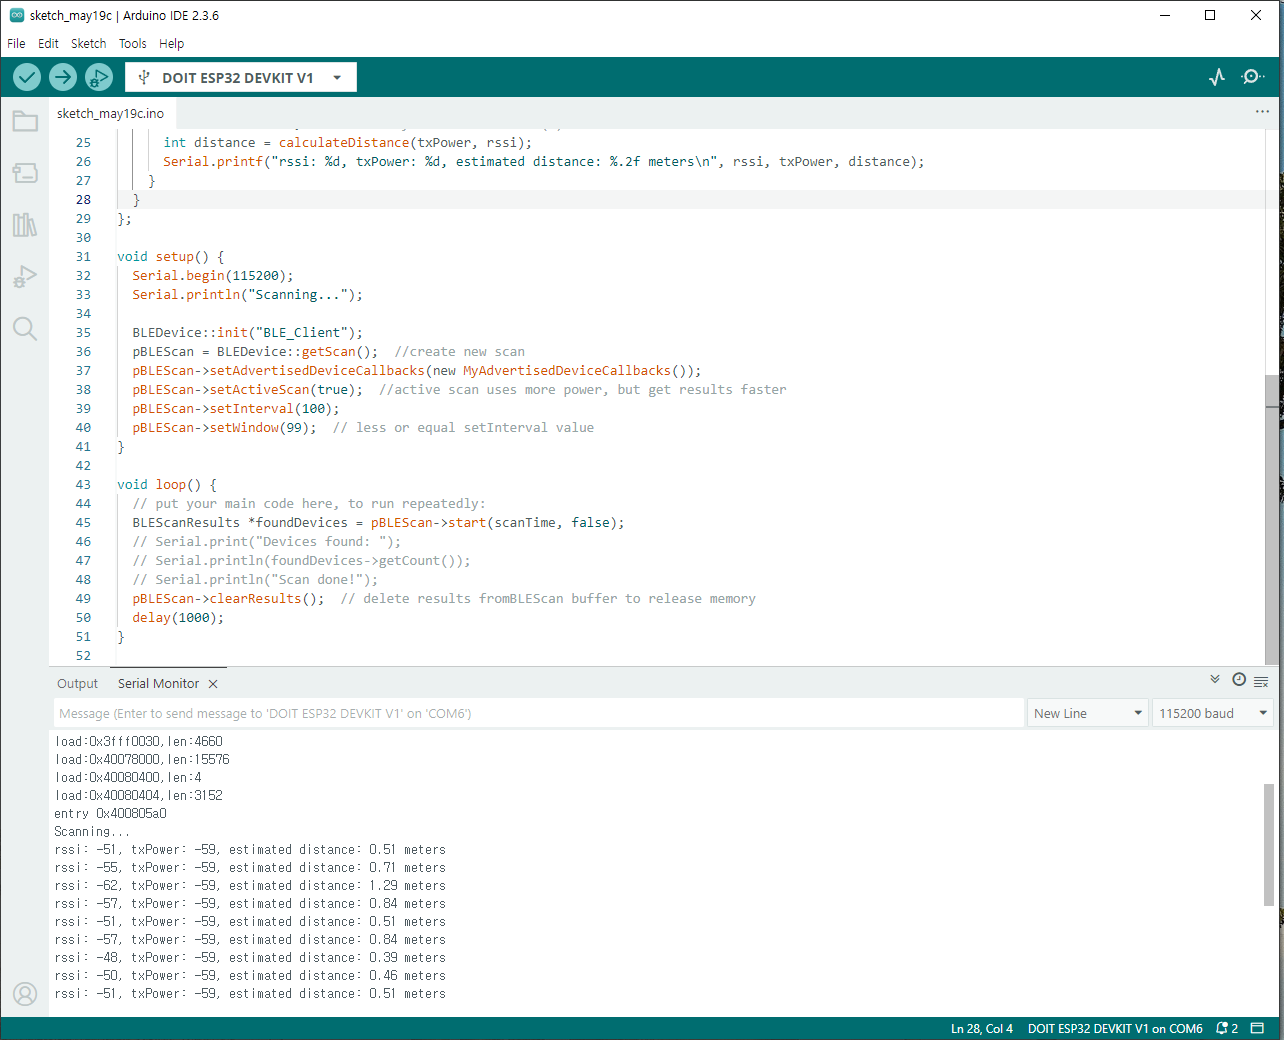 sketch_may19c | Arduino IDE 2.3.6
File Edit Sketch Tools Help
DOIT ESP32 DEVKIT V1
sketch_may19c.ino
25 int distance = calculateDistance(txPower, rssi);
26 Serial.printf("rssi: %d, txPower: %d, estimated distance: %.2f meters\n", rssi, txPower, distance);
27 }
28 }
29 };
30
31 void setup() {
32 Serial.begin(115200);
33 Serial.println("Scanning...");
34
35 BLEDevice::init("BLE_Client");
36 pBLEScan = BLEDevice::getScan();  //create new scan
37 pBLEScan->setAdvertisedDeviceCallbacks(new MyAdvertisedDeviceCallbacks());
38 pBLEScan->setActiveScan(true);  //active scan uses more power, but get results faster
39 pBLEScan->setInterval(100);
40 pBLEScan->setWindow(99);  // less or equal setInterval value
41 }
42
43 void loop() {
44 // put your main code here, to run repeatedly:
45 BLEScanResults *foundDevices = pBLEScan->start(scanTime, false);
46 // Serial.print("Devices found: ");
47 // Serial.println(foundDevices->getCount());
48 // Serial.println("Scan done!");
49 pBLEScan->clearResults();  // delete results fromBLEScan buffer to release memory
50 delay(1000);
51 }
52
Output Serial Monitor
Message (Enter to send message to 'DOIT ESP32 DEVKIT V1' on 'COM6') New Line 115200 baud
load:0x3fff0030,len:4660
load:0x40078000,len:15576
load:0x40080400,len:4
load:0x40080404,len:3152
entry 0x400805a0
Scanning...
rssi: -51, txPower: -59, estimated distance: 0.51 meters
rssi: -55, txPower: -59, estimated distance: 0.71 meters
rssi: -62, txPower: -59, estimated distance: 1.29 meters
rssi: -57, txPower: -59, estimated distance: 0.84 meters
rssi: -51, txPower: -59, estimated distance: 0.51 meters
rssi: -57, txPower: -59, estimated distance: 0.84 meters
rssi: -48, txPower: -59, estimated distance: 0.39 meters
rssi: -50, txPower: -59, estimated distance: 0.46 meters
rssi: -51, txPower: -59, estimated distance: 0.51 meters
Ln 28, Col 4 DOIT ESP32 DEVKIT V1 on COM6 2